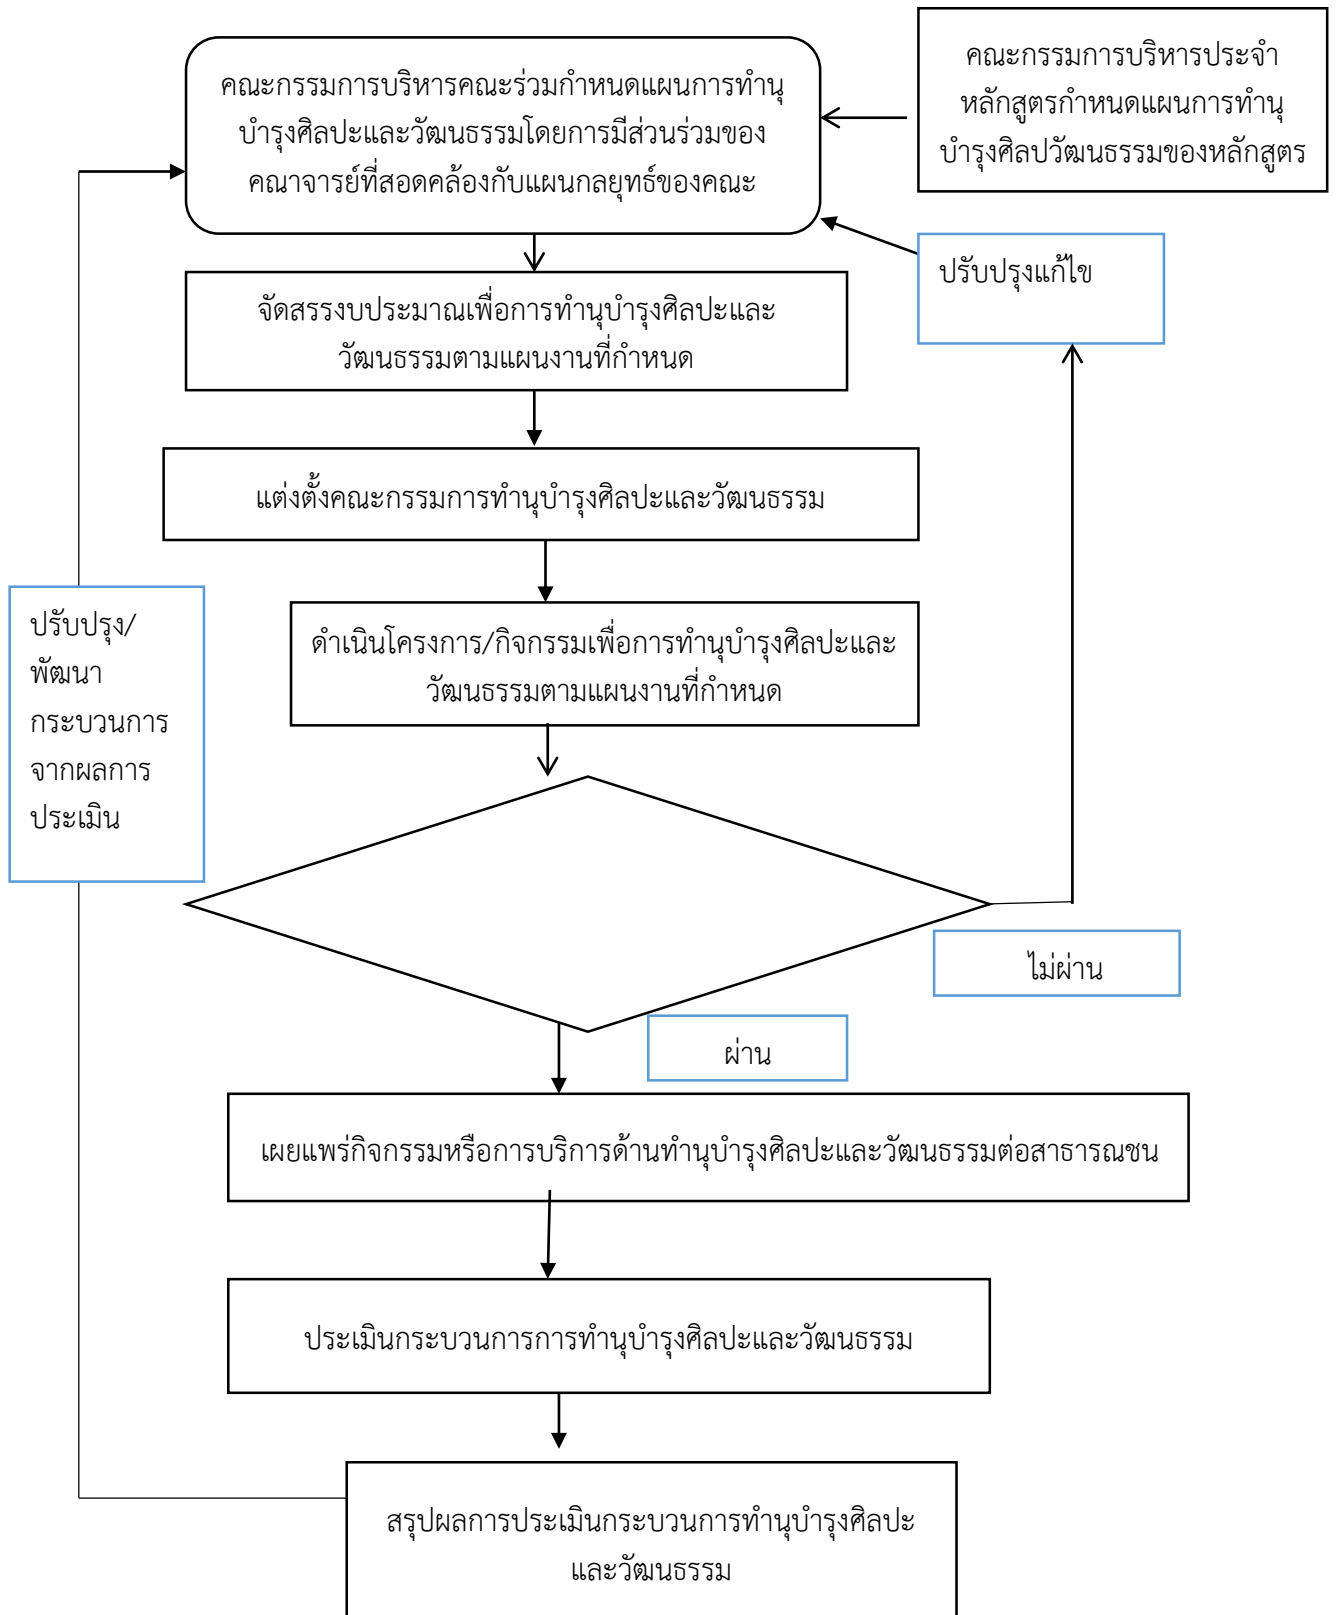 คณะกรรมการบริหารประจำ
หลักสูตรกำหนดแผนการทำนุ
บำรุงศิลปวัฒนธรรมของหลักสูตร
คณะกรรมการบริหารคณะร่วมกำหนดแผนการทำนุ
บำรุงศิลปะและวัฒนธรรมโดยการมีส่วนร่วมของ
คณาจารย์ที่สอดคล้องกับแผนกลยุทธ์ของคณะ
ปรับปรุงแก้ไข
จัดสรรงบประมาณเพื่อการทำนุบำรุงศิลปะและ
วัฒนธรรมตามแผนงานที่กำหนด
แต่งตั้งคณะกรรมการทำนุบำรุงศิลปะและวัฒนธรรม
ปรับปรุง/
พัฒนา
กระบวนการ
จากผลการ
ประเมิน
ดำเนินโครงการ/กิจกรรมเพื่อการทำนุบำรุงศิลปะและ
วัฒนธรรมตามแผนงานที่กำหนด
ไม่ผ่าน
ผ่าน
เผยแพร่กิจกรรมหรือการบริการด้านทำนุบำรุงศิลปะและวัฒนธรรมต่อสาธารณชน
ประเมินกระบวนการการทำนุบำรุงศิลปะและวัฒนธรรม
สรุปผลการประเมินกระบวนการทำนุบำรุงศิลปะ
และวัฒนธรรม